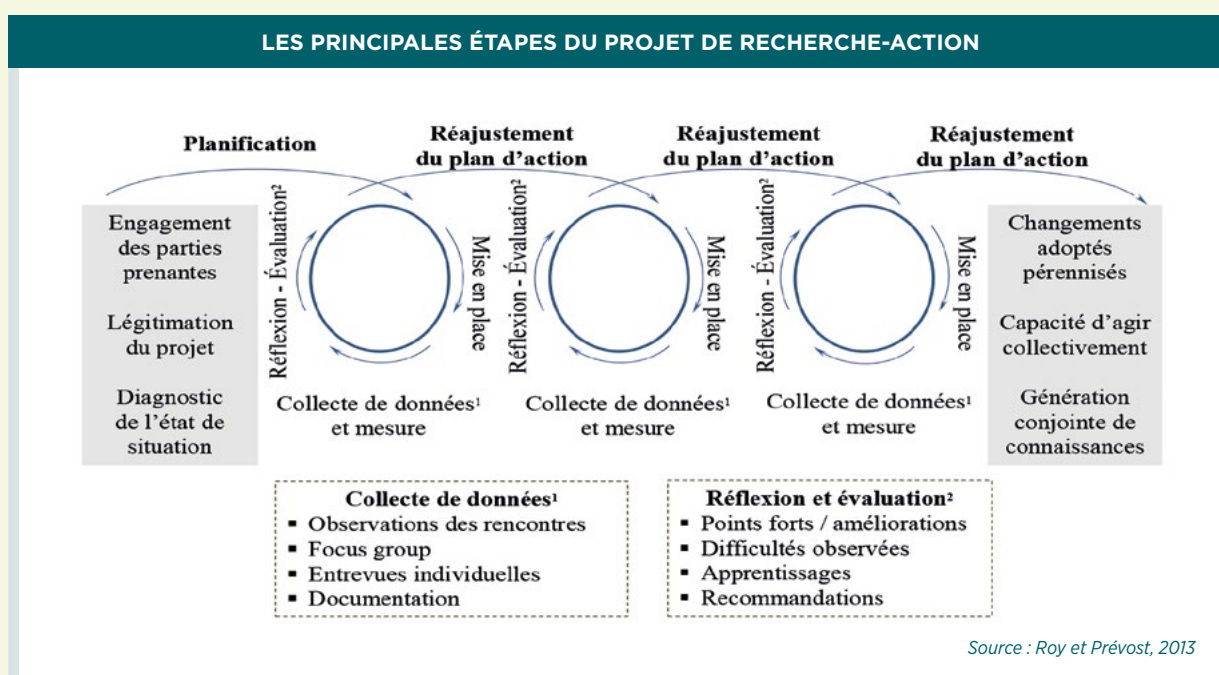 LES PRINCIPALES ÉTAPES DU PROJET DE RECHERCHE-ACTION
Planification
Réajustement
du plan d’action
Réajustement
du plan d’action
Réajustement
du plan d’action
Engagement
des parties
prenantes
Légitimation
du projet
Diagnostic
de l’état de
situation
Réflexion - Évaluation²
Mise en place
Collecte de données¹
et mesure
Réflexion - Évaluation²
Mise en place
Collecte de données¹
et mesure
Réflexion - Évaluation²
Mise en place
Collecte de données¹
et mesure
Changements
adoptés
pérennisés
Capacité d’agir
collectivement
Génération
conjointe de
connaissances
Collecte de données¹
▪ Observations des rencontres
▪ Focus group
▪ Entrevues individuelles
▪ Documentation
Réflexion et évaluation²
▪ Points forts / améliorations
▪ Difficultés observées
▪ Apprentissages
▪ Recommandations
Source : Roy et Prévost, 2013